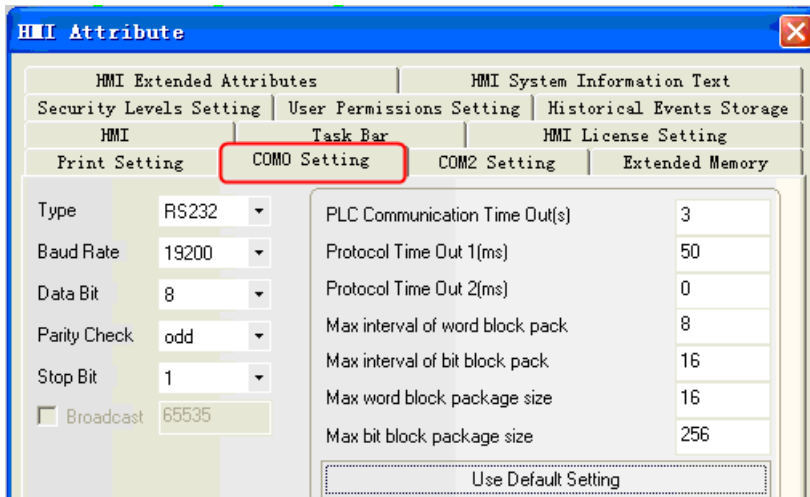 HMI Attribute
HMI Extended Attributes HMI System Information Text
Security Levels Setting User Permissions Setting Historical Events Storage
HMI Task Bar HMI License Setting
Print Setting COM0 Setting COM2 Setting Extended Memory
Type RS232
Baud Rate 19200
Data Bit 8
Parity Check odd
Stop Bit 1
Broadcast 65535
PLC Communication Time Out(s) 3
Protocol Time Out 1(ms) 50
Protocol Time Out 2(ms) 0
Max interval of word block pack 8
Max interval of bit block pack 16
Max word block package size 16
Max bit block package size 256
Use Default Setting